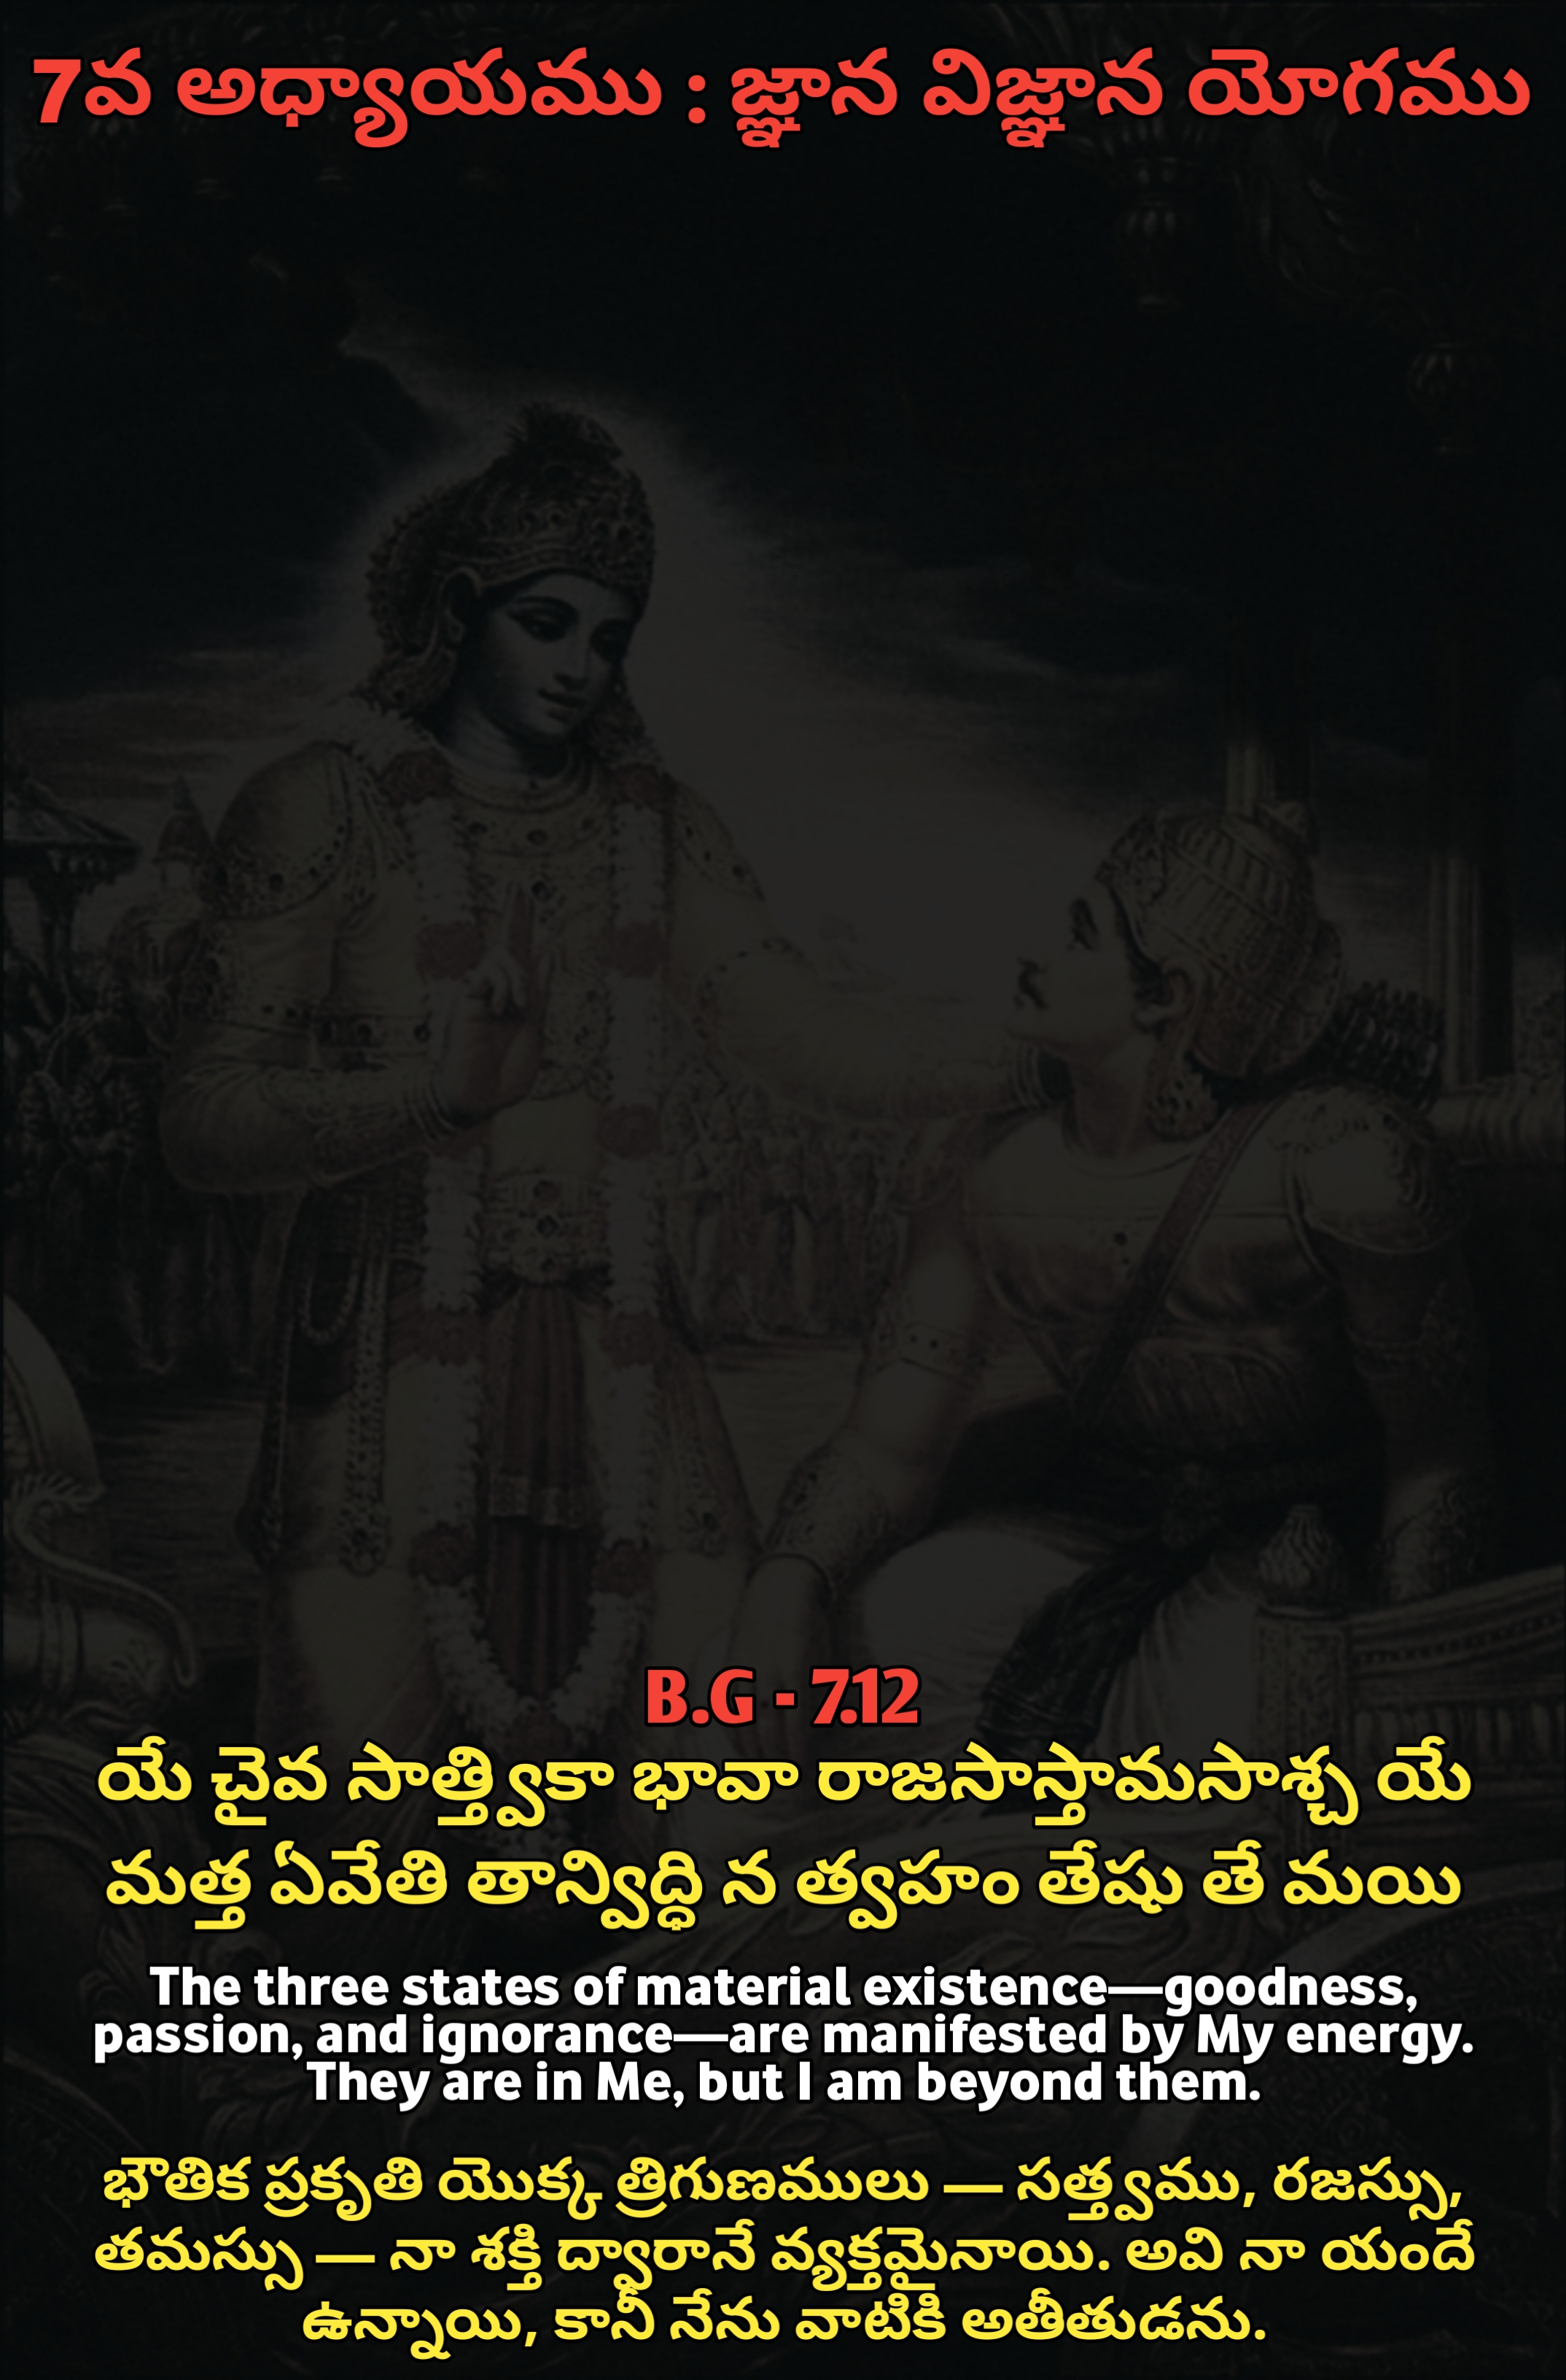 7వ అధ్యాయము : జ్ఞాన విజ్ఞాన యోగము
B.G - 7.12
యే చైవ సాత్త్వికా భావా రాజసాస్తామసాశ్చ యే
మత్త ఏవేతి తాన్విద్ధి న త్వహం తేషు తే మయి
The three states of material existence—goodness,
passion, and ignorance—are manifested by My energy.
They are in Me, but I am beyond them.
భౌతిక ప్రకృతి యొక్క త్రిగుణములు — సత్త్వము, రజస్సు,
తమస్సు — నా శక్తి ద్వారానే వ్యక్తమైనాయి. అవి నా యందే
ఉన్నాయి, కానీ నేను వాటికి అతీతుడను.